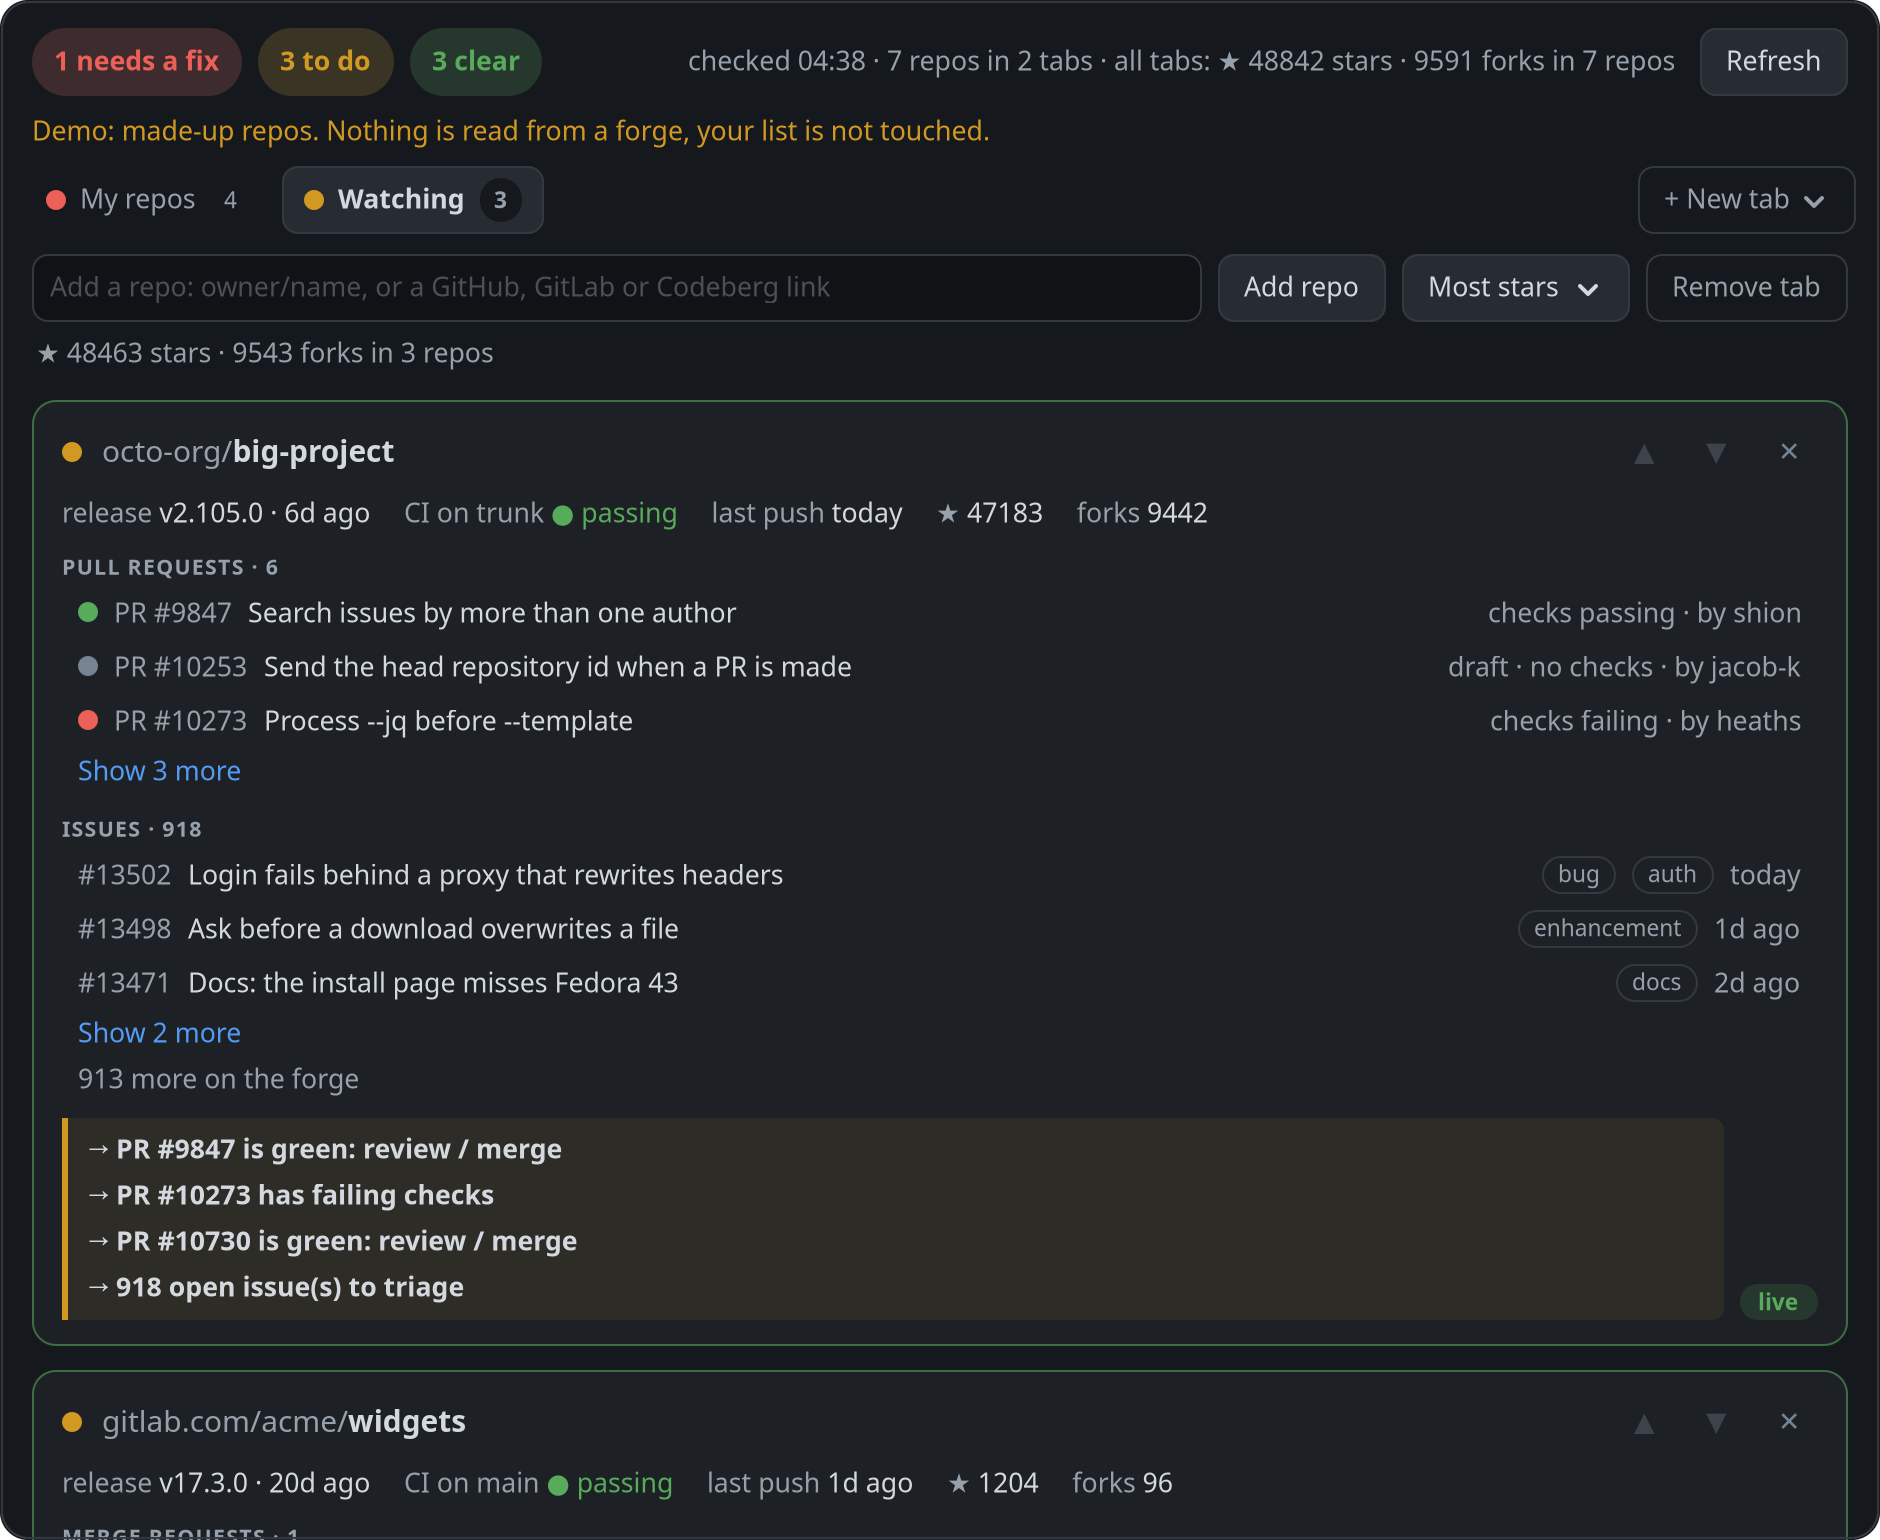 1 needs a fix 3 to do 3 clear checked 04:38 · 7 repos in 2 tabs · all tabs: ★ 48842 stars · 9591 forks in 7 repos Refresh
Demo: made-up repos. Nothing is read from a forge, your list is not touched.
My repos 4 Watching 3 + New tab
Add a repo: owner/name, or a GitHub, GitLab or Codeberg link Add repo Most stars Remove tab
★ 48463 stars · 9543 forks in 3 repos
octo-org/big-project ▲ ▼ ✕
release v2.105.0 · 6d ago CI on trunk passing last push today ★ 47183 forks 9442
PULL REQUESTS · 6
PR #9847 Search issues by more than one author checks passing · by shion
PR #10253 Send the head repository id when a PR is made draft · no checks · by jacob-k
PR #10273 Process --jq before --template checks failing · by heaths
Show 3 more
ISSUES · 918
#13502 Login fails behind a proxy that rewrites headers bug auth today
#13498 Ask before a download overwrites a file enhancement 1d ago
#13471 Docs: the install page misses Fedora 43 docs 2d ago
Show 2 more
913 more on the forge
→ PR #9847 is green: review / merge
→ PR #10273 has failing checks
→ PR #10730 is green: review / merge
→ 918 open issue(s) to triage
live
gitlab.com/acme/widgets ▲ ▼ ✕
release v17.3.0 · 20d ago CI on main passing last push 1d ago ★ 1204 forks 96
MERGE REQUESTS · 1